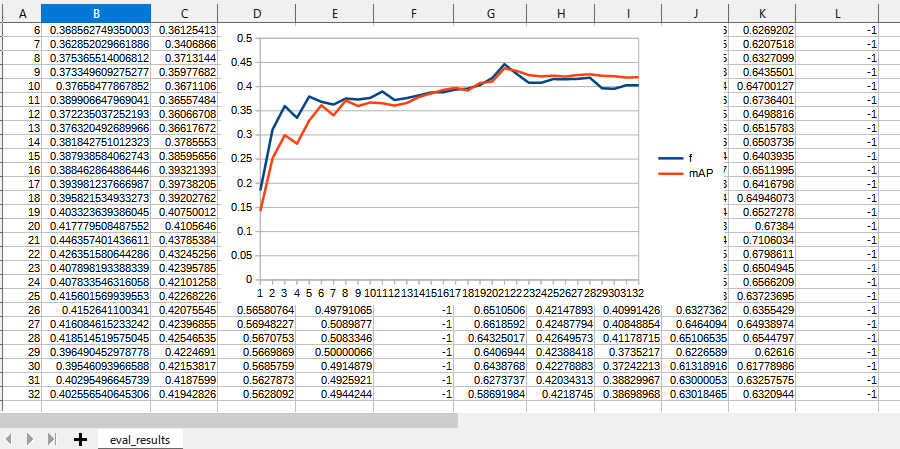 A B C D E F G H I J K L
6 0.368562749350003 0.36125413 0.6269202 -1
7 0.362852029661886 0.3406866 0.6207518 -1
8 0.375365514006812 0.3713144 0.6327099 -1
9 0.373349609275277 0.35977682 0.6435501 -1
10 0.37658477867852 0.3671106 0.64700127 -1
11 0.389906647969041 0.36557484 0.6736401 -1
12 0.372235037252193 0.36066708 0.6498816 -1
13 0.376320492689966 0.36617672 0.6515783 -1
14 0.381842751012323 0.3785553 0.6503735 -1
15 0.387938584062743 0.38595656 0.6403935 -1
16 0.388462864886446 0.39321393 0.6511995 -1
17 0.393981237666987 0.39738205 0.6416798 -1
18 0.395821534933273 0.39202762 0.64946073 -1
19 0.403323639386045 0.40750012 0.6527278 -1
20 0.417779508487552 0.4105646 0.67384 -1
21 0.446357401436611 0.43785384 0.7106034 -1
22 0.426351580644286 0.43245256 0.6798611 -1
23 0.407898193388339 0.42395785 0.6504945 -1
24 0.407833546316058 0.42101258 0.6566209 -1
25 0.415601569939553 0.42268226 0.63723695 -1
0.5
0.45
0.4
0.35
0.3
0.25
0.2
0.15
0.1
0.05
0
1 2 3 4 5 6 7 8 9 10 11 12 13 14 15 16 17 18 19 20 21 22 23 24 25 26 27 28 29 30 31 32
f
mAP
26 0.4152641100341 0.42075545 0.56580764 0.49791065 -1 0.6510506 0.42147893 0.40991426 0.6327362 0.6355429 -1
27 0.416084615233242 0.42396855 0.56948227 0.5089877 -1 0.6618592 0.42487794 0.40848854 0.6464094 0.64938974 -1
28 0.418514519575045 0.42546535 0.5670753 0.5083346 -1 0.64325017 0.42649573 0.41178715 0.65106535 0.6544797 -1
29 0.396490452978778 0.4224691 0.5669869 0.50000066 -1 0.6406944 0.42388418 0.3735217 0.6226589 0.62616 -1
30 0.39546093966588 0.42153817 0.5685759 0.4914879 -1 0.6438768 0.42278883 0.37242213 0.61318916 0.61778986 -1
31 0.40295496645739 0.4187599 0.5627873 0.4925921 -1 0.6273737 0.42034313 0.38829967 0.63000053 0.63257575 -1
32 0.402556540645306 0.41942826 0.5628092 0.4944244 -1 0.58691984 0.4218745 0.38698968 0.63018465 0.6320944 -1
eval_results